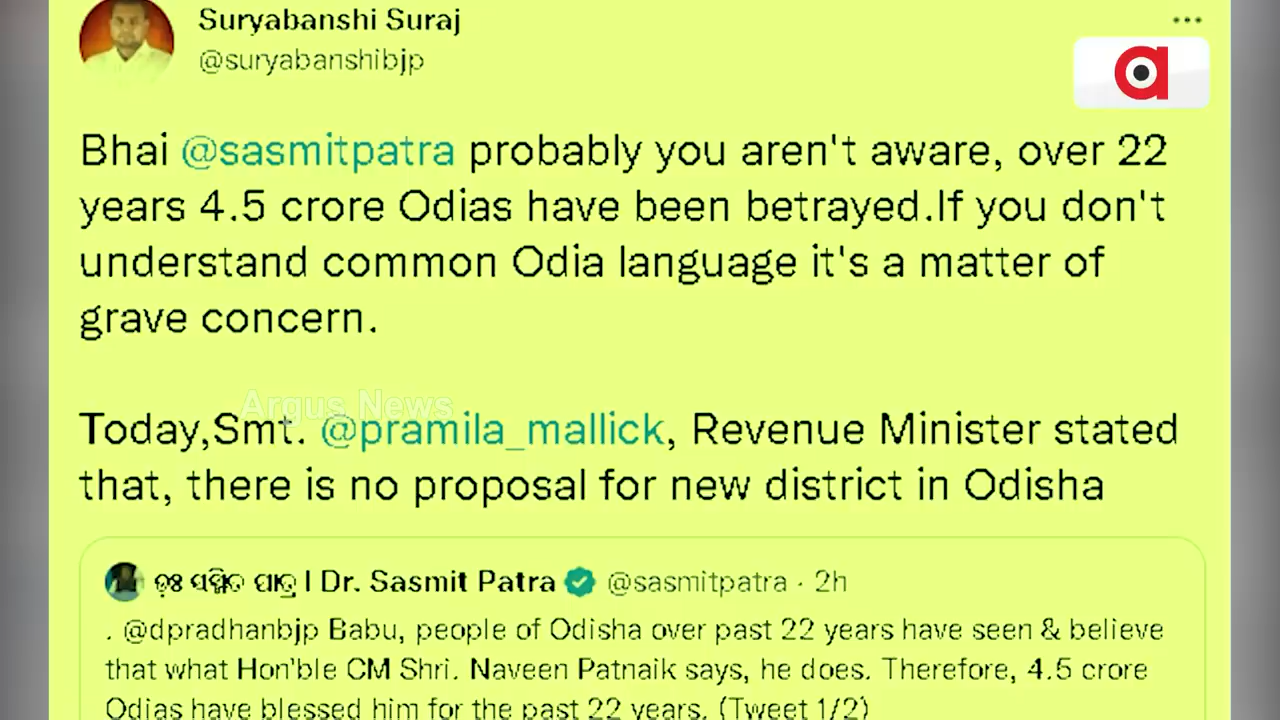 Suryabanshi Suraj
@suryabanshibjp
a
Bhai @sasmitpatra probably you aren't aware, over 22
years 4.5 crore Odias have been betrayed.If you don't
understand common Odia language it's a matter of
grave concern.
Argus News
Today,Smt. @pramila_mallick, Revenue Minister stated
that, there is no proposal for new district in Odisha
ଡ଼ଃ ସସ୍ମିତ ପାତ୍ର | Dr. Sasmit Patra @sasmitpatra · 2h
. @dpradhanbjp Babu, people of Odisha over past 22 years have seen & believe
that what Hon'ble CM Shri. Naveen Patnaik says, he does. Therefore, 4.5 crore
Odias have blessed him for the past 22 years. (Tweet 1/2)